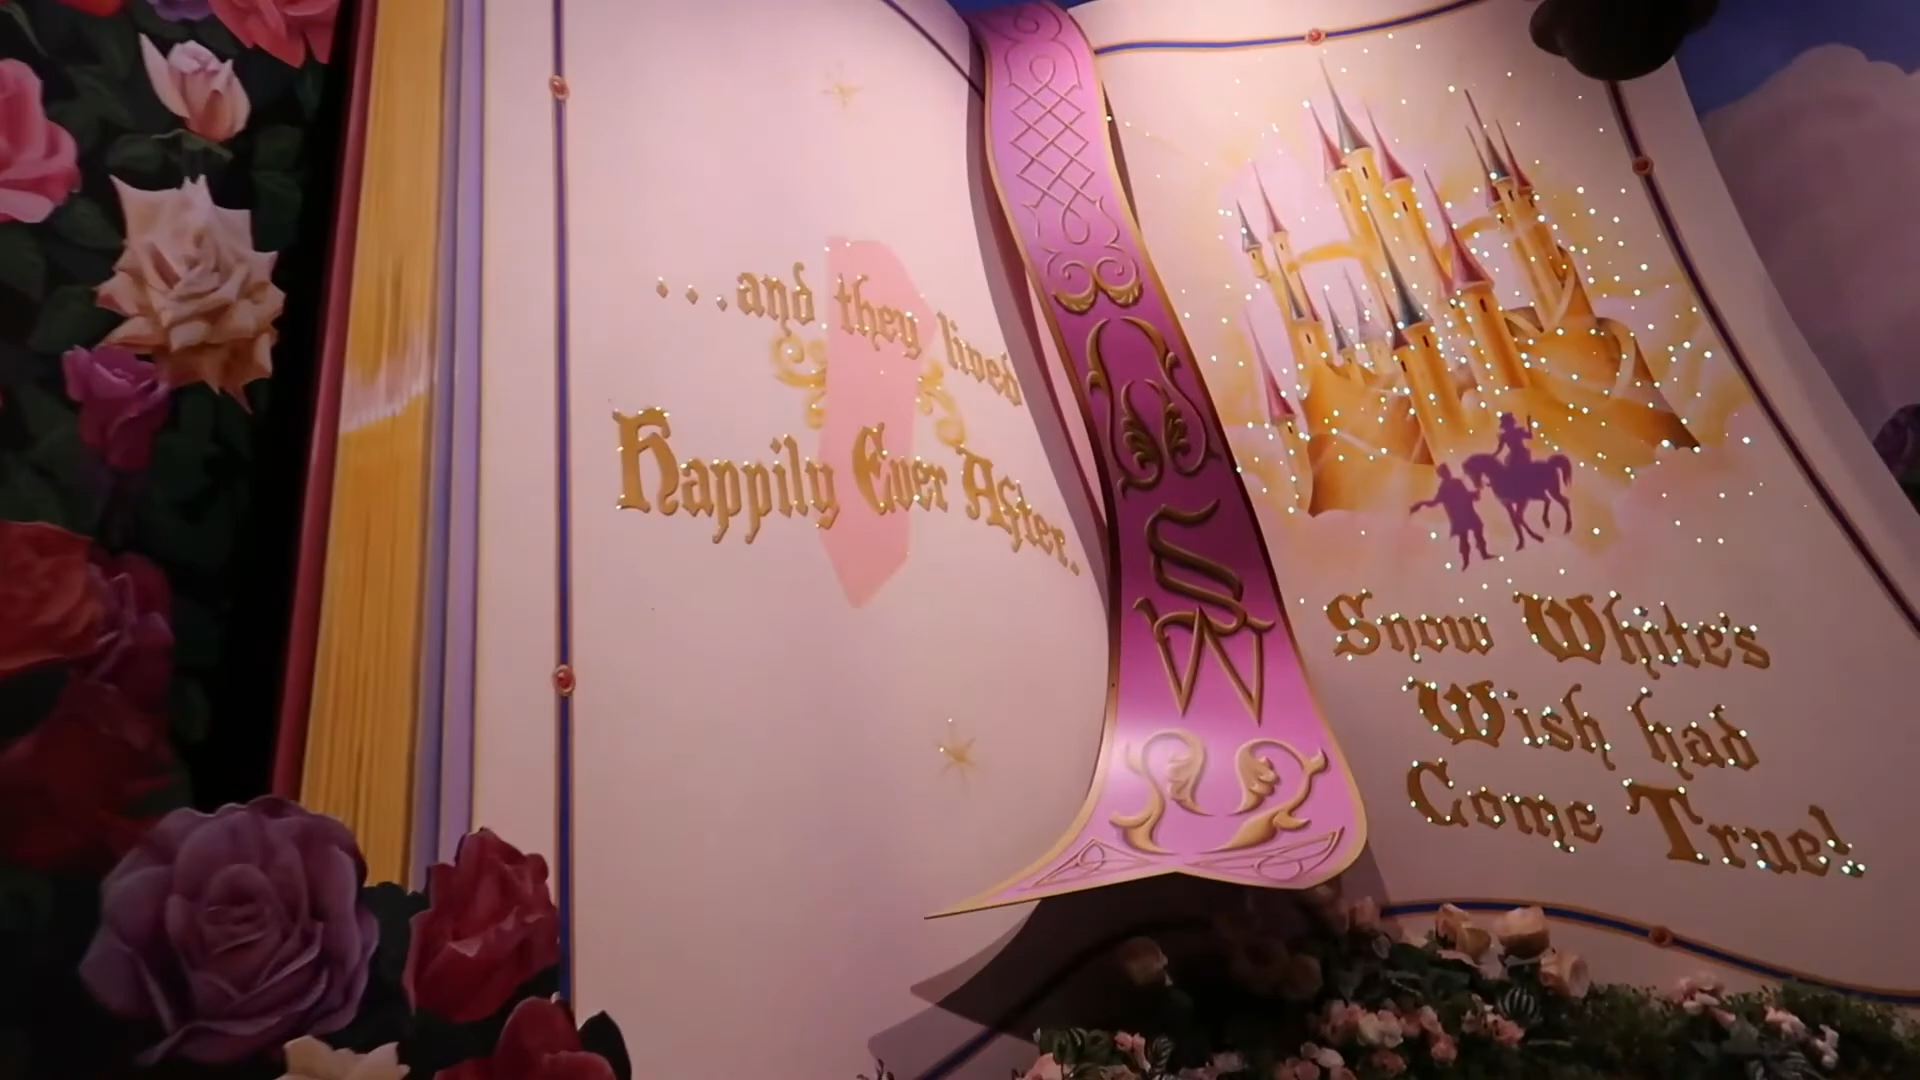 ...and they lived
Happily Ever After.
SW
Snow White's
Wish had
Come True!